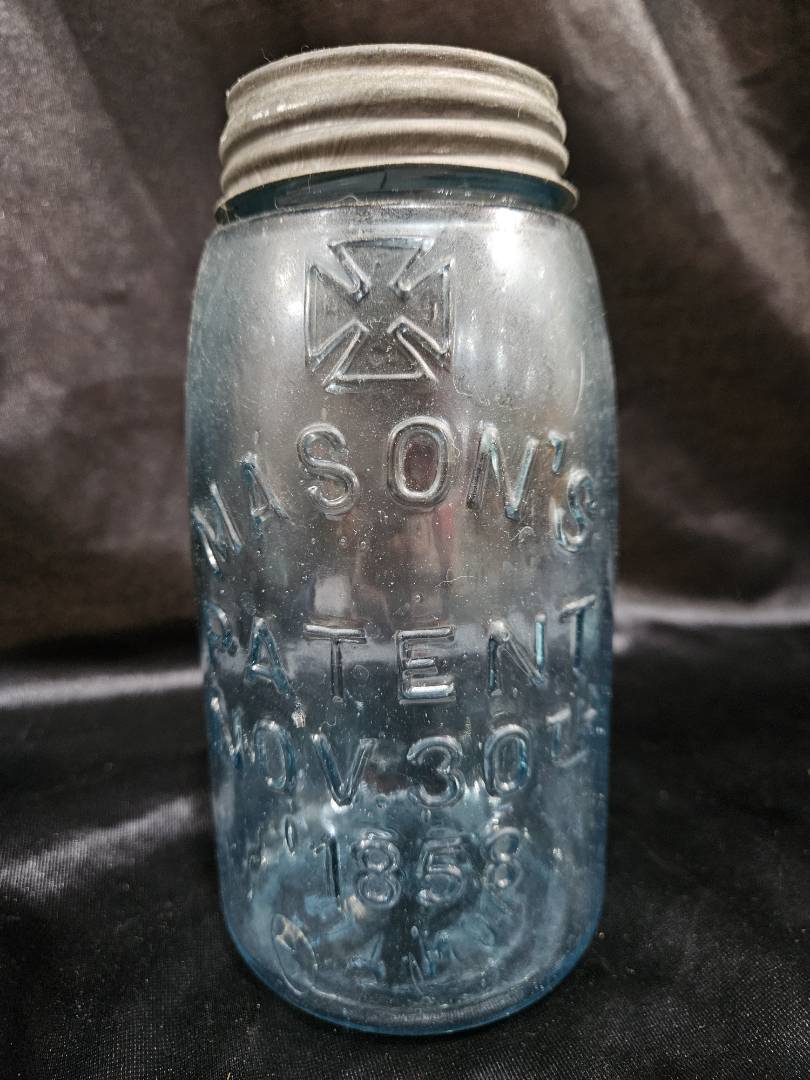 MASON'S
PATENT
NOV. 30TH
1858